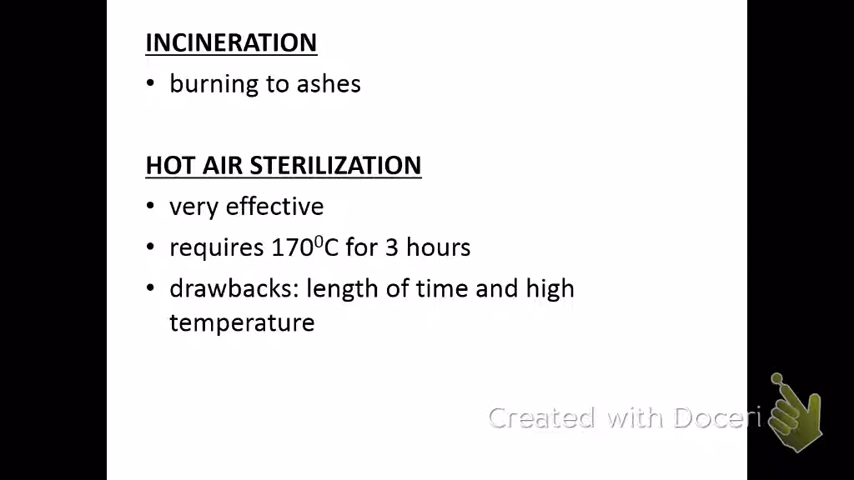 INCINERATION
• burning to ashes
HOT AIR STERILIZATION
• very effective
• requires 170⁰C for 3 hours
• drawbacks: length of time and high
temperature
Created with Doceri